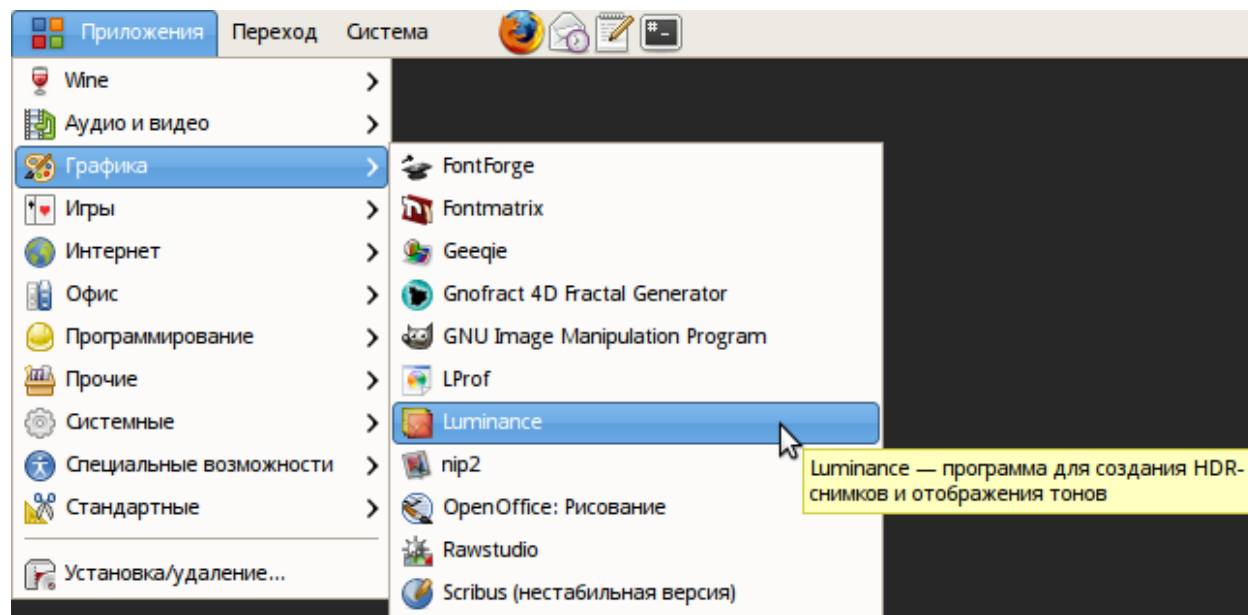 Приложения Переход Система
Wine
Аудио и видео
Графика
Игры
Интернет
Офис
Программирование
Прочие
Системные
Специальные возможности
Стандартные
Установка/удаление...
FontForge
Fontmatrix
Geeqie
Gnofract 4D Fractal Generator
GNU Image Manipulation Program
LProf
Luminance
nip2
OpenOffice: Рисование
Rawstudio
Scribus (нестабильная версия)
Luminance — программа для создания HDR-
снимков и отображения тонов